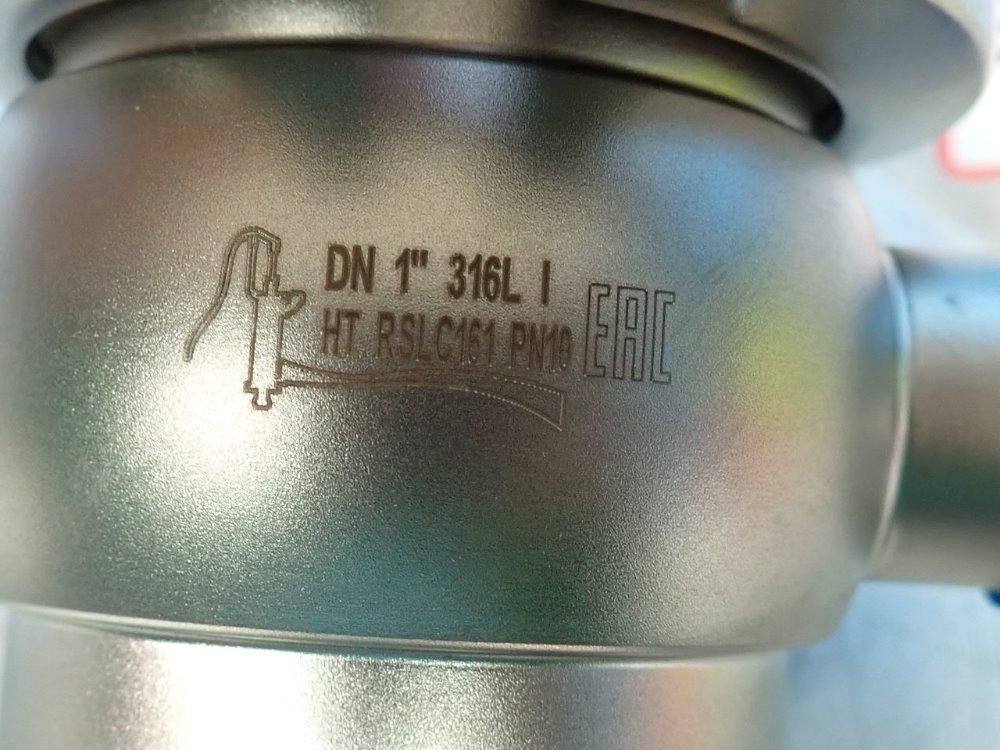 DN 1" 316L I
HT RSLC161 PN10
EAC